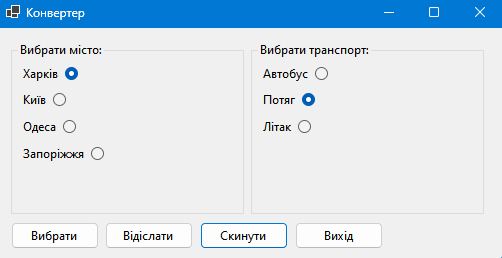 Конвертер
Вибрати місто:
Харків
Київ
Одеса
Запоріжжя
Вибрати транспорт:
Автобус
Потяг
Літак
Вибрати Відіслати Скинути Вихід